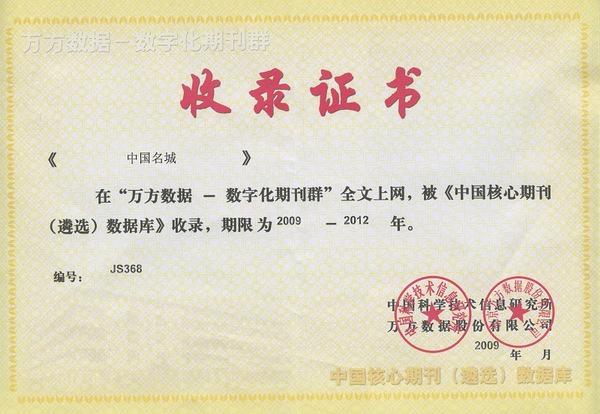 万方数据－数字化期刊群
收录证书
《 中国名城 》
在“万方数据 － 数字化期刊群”全文上网，被《中国核心期刊
（遴选）数据库》收录，期限为2009 －2012 年。
编号： JS368
中国科学技术信息研究所
万方数据股份有限公司
2009 年 月
中国核心期刊（遴选）数据库